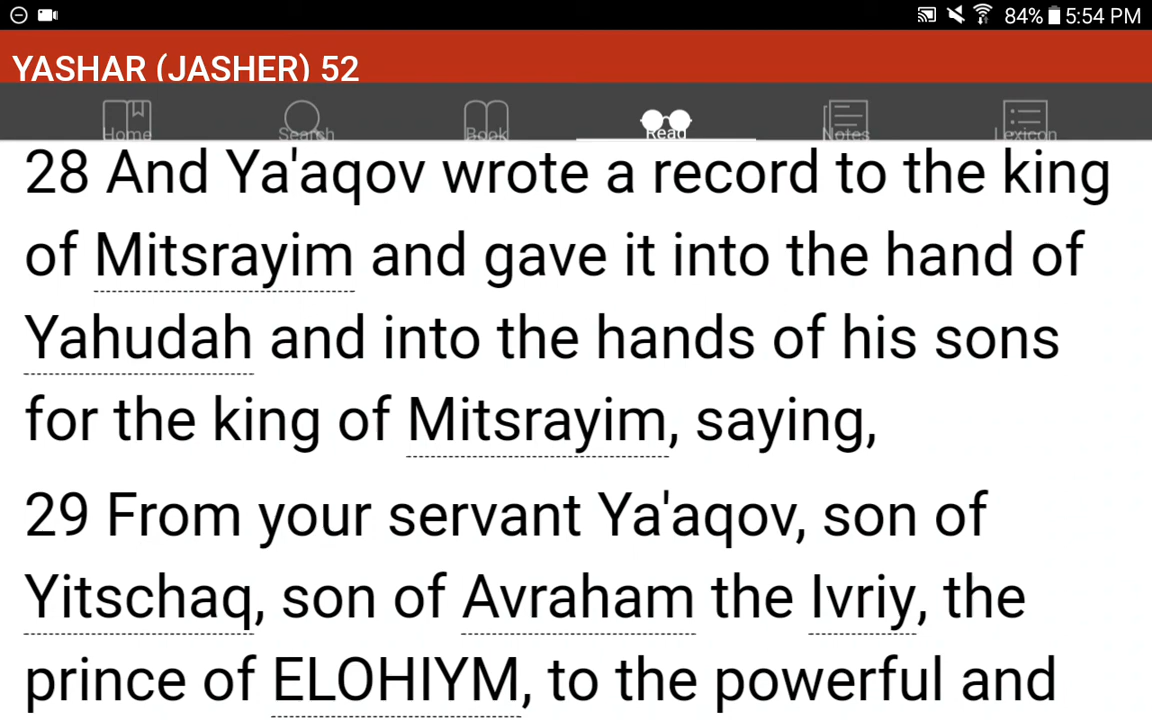 84% 5:54 PM
YASHAR (JASHER) 52
Home Search Book Read Notes Lexicon
28 And Ya'aqov wrote a record to the king
of Mitsrayim and gave it into the hand of
Yahudah and into the hands of his sons
for the king of Mitsrayim, saying,
29 From your servant Ya'aqov, son of
Yitschaq, son of Avraham the Ivriy, the
prince of ELOHIYM, to the powerful and